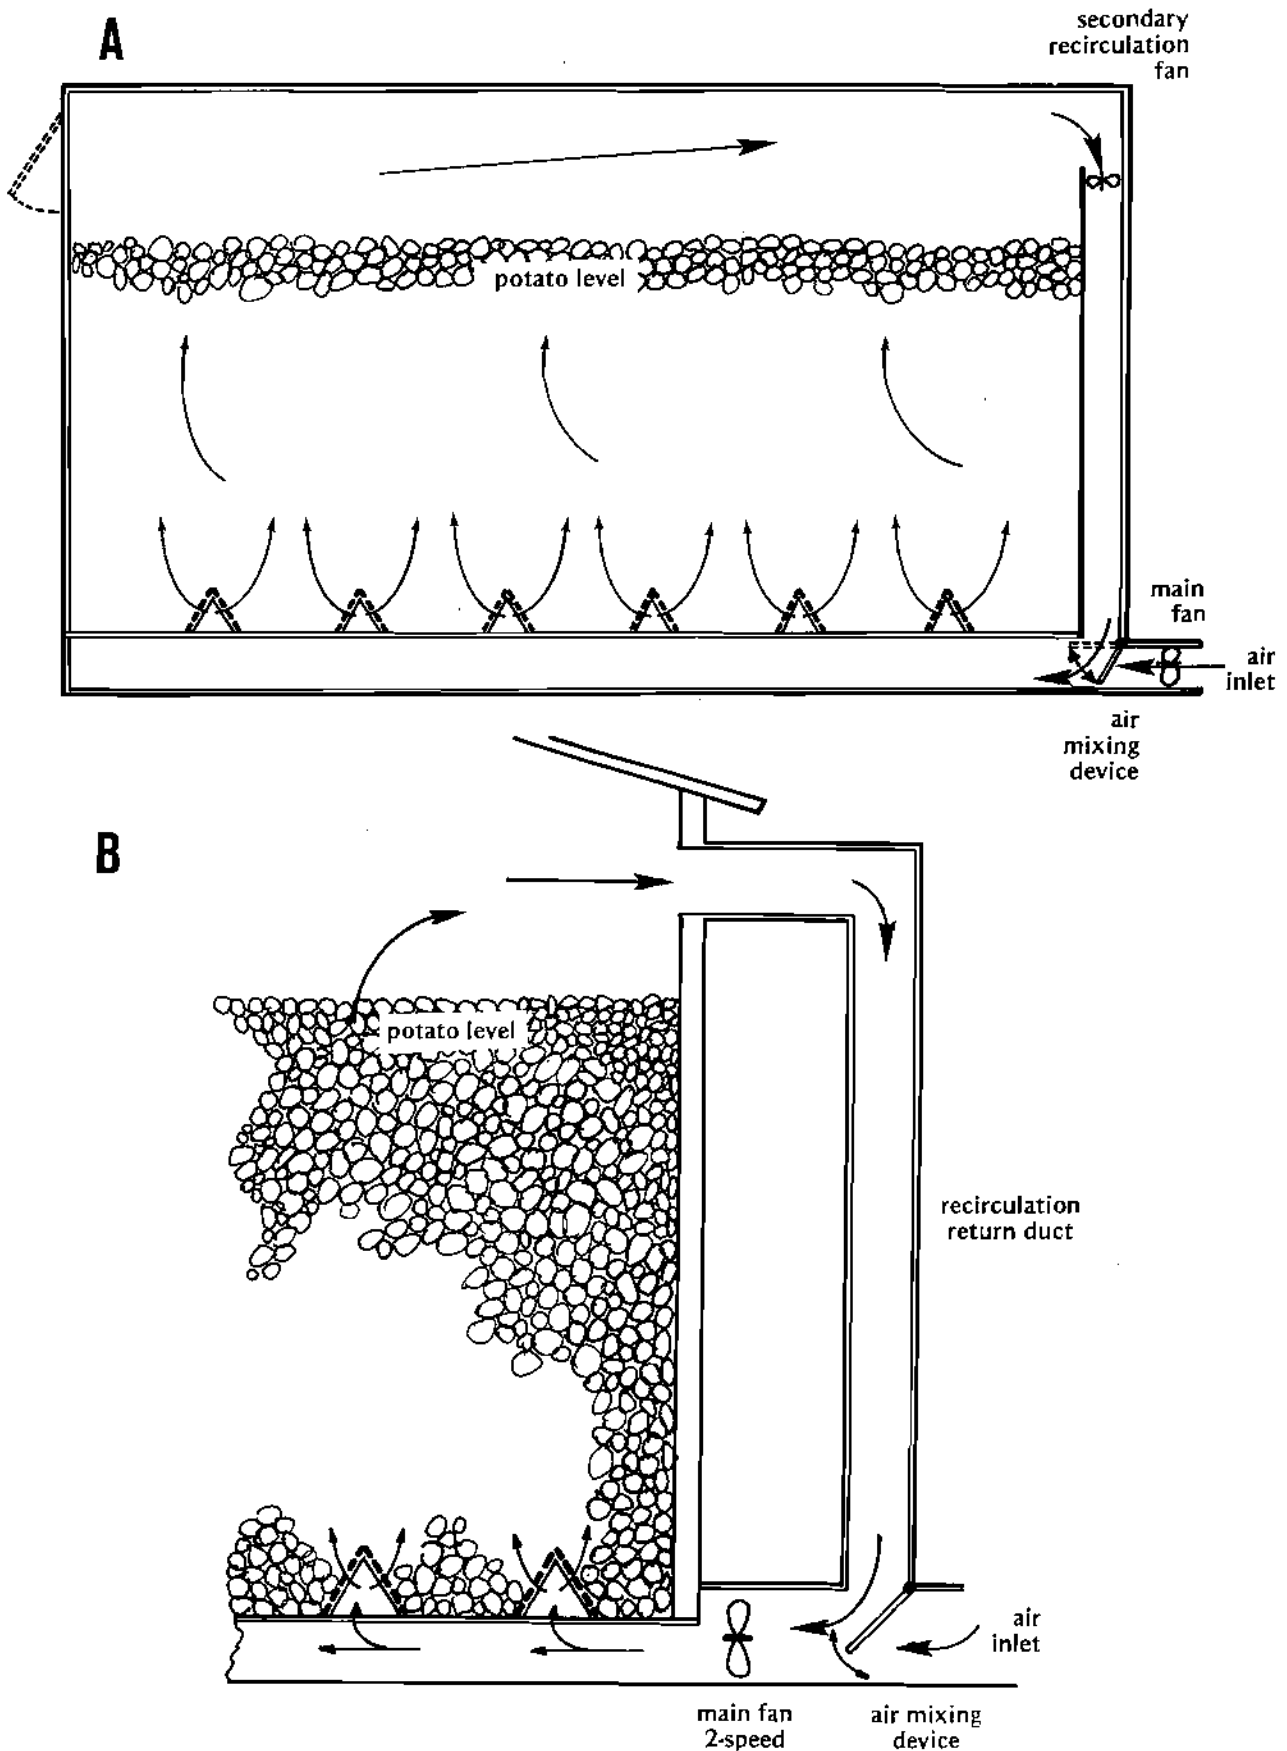 A
secondary
recirculation
fan
potato level
main
fan
air
inlet
air
mixing
device
B
potato level
recirculation
return duct
air
inlet
main fan
2-speed
air mixing
device